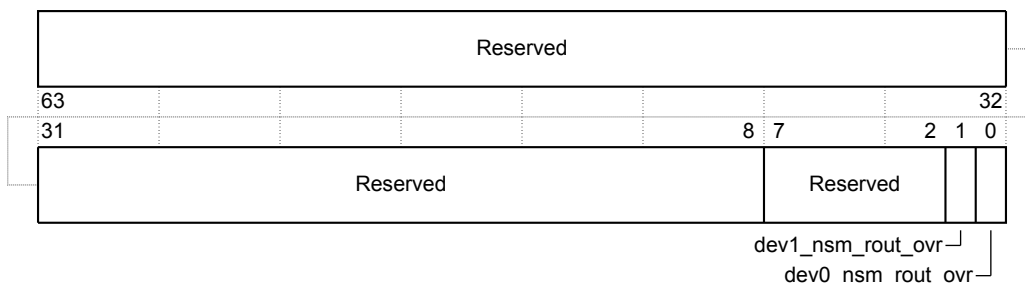 Reserved
63 32
31 8 7 2 1 0
Reserved Reserved
dev1_nsm_rout_ovr
dev0_nsm_rout_ovr